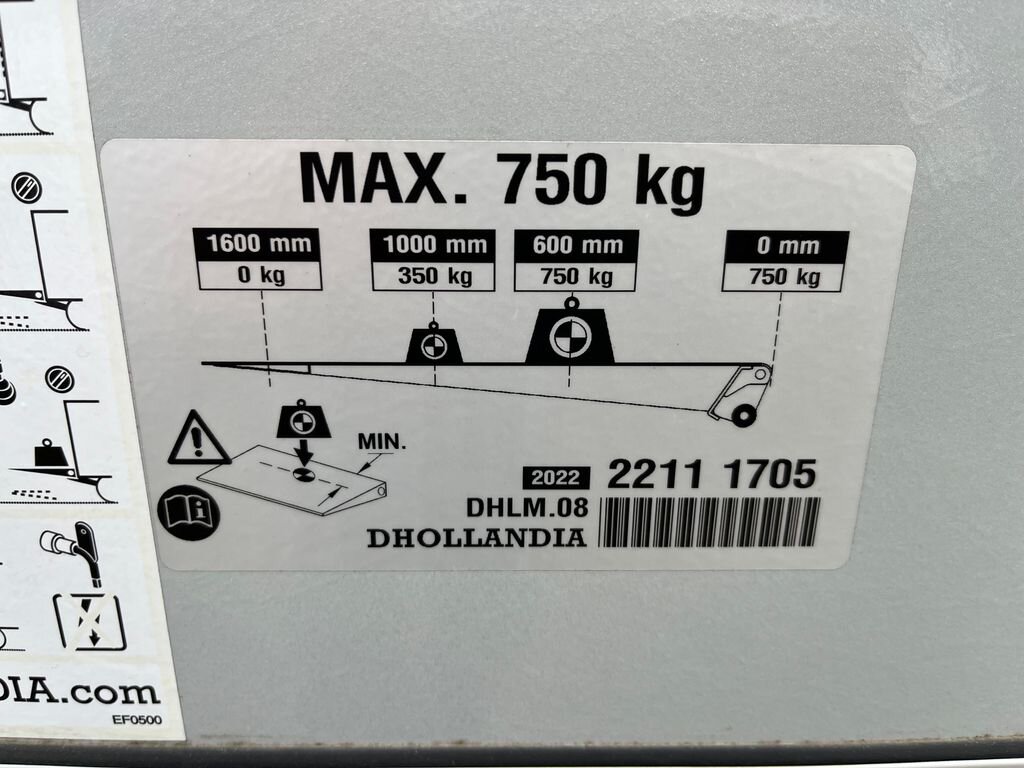 MAX. 750 kg
1600 mm 1000 mm 600 mm 0 mm
0 kg 350 kg 750 kg 750 kg
MIN.
2022 2211 1705
DHLM.08
DHOLLANDIA
DIA.com
EF0500